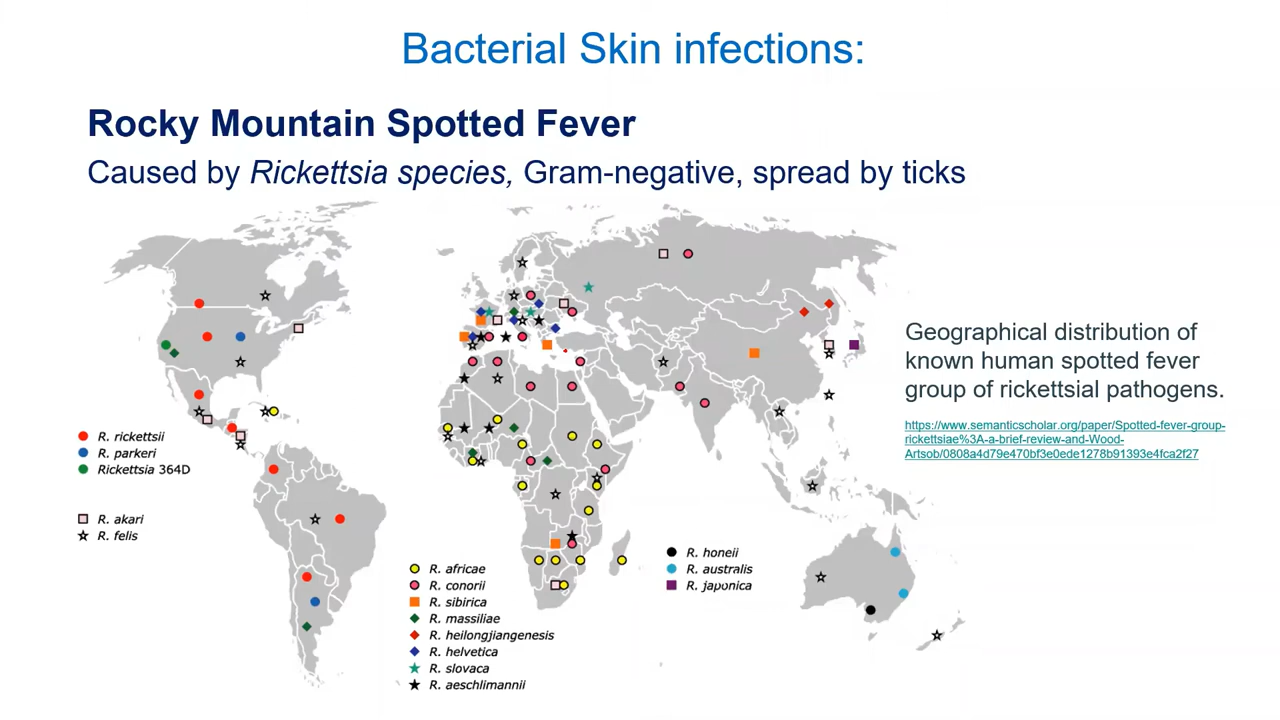 Bacterial Skin infections:
Rocky Mountain Spotted Fever
Caused by Rickettsia species, Gram-negative, spread by ticks
R. rickettsii
R. parkeri
Rickettsia 364D
R. akari
R. felis
R. africae
R. conorii
R. sibirica
R. massiliae
R. heilongjiangenesis
R. helvetica
R. slovaca
R. aeschlimannii
R. honeii
R. australis
R. japonica
Geographical distribution of
known human spotted fever
group of rickettsial pathogens.
https://www.semanticscholar.org/paper/Spotted-fever-group-
rickettsiae%3A-a-brief-review-and-Wood-
Artsob/0808a4d79e470bf3e0ede1278b91393e4fca2f27